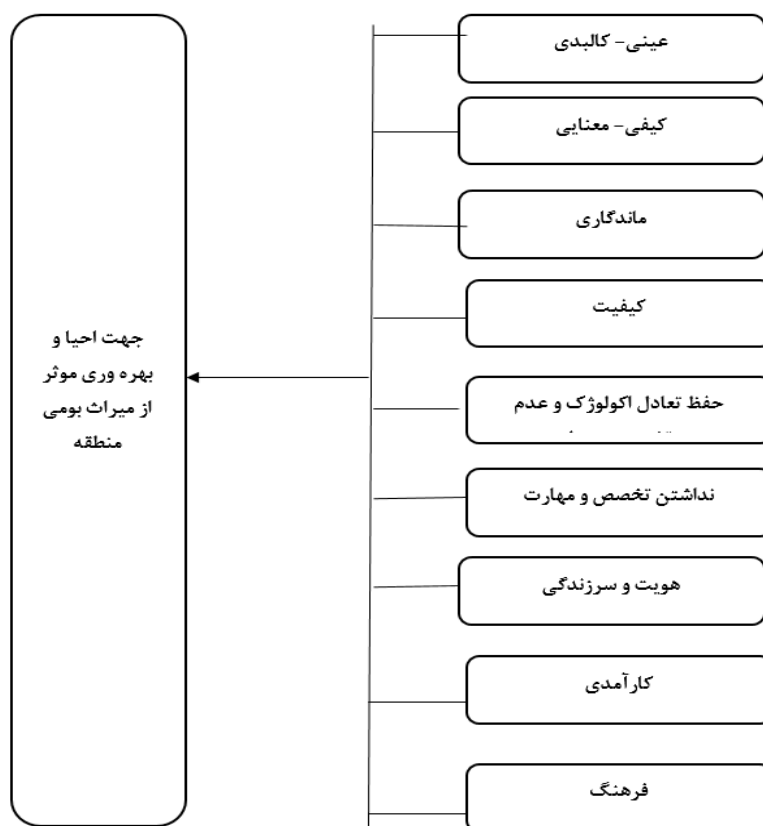 عینی- کالبدی
کیفی- معنایی
ماندگاری
کیفیت
حفظ تعادل اکولوژک و عدم
نداشتن تخصص و مهارت
هویت و سرزندگی
کارآمدی
فرهنگ
جهت احیا و
بهره وری موثر
از میراث بومی
منطقه